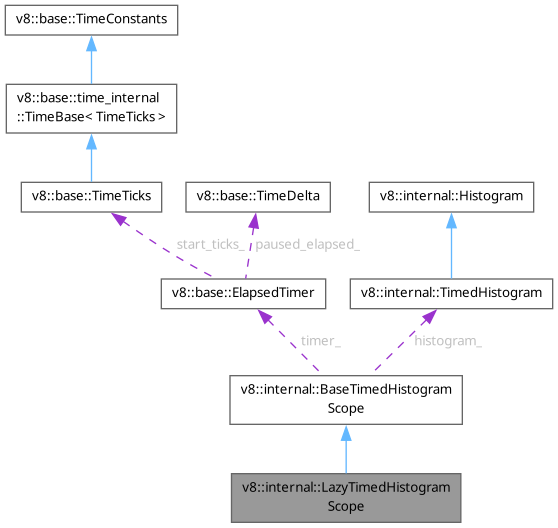 v8::base::TimeConstants
v8::base::time_internal
::TimeBase< TimeTicks >
v8::base::TimeTicks
v8::base::TimeDelta
v8::internal::Histogram
start_ticks_
paused_elapsed_
v8::base::ElapsedTimer
v8::internal::TimedHistogram
timer_
histogram_
v8::internal::BaseTimedHistogram
Scope
v8::internal::LazyTimedHistogram
Scope